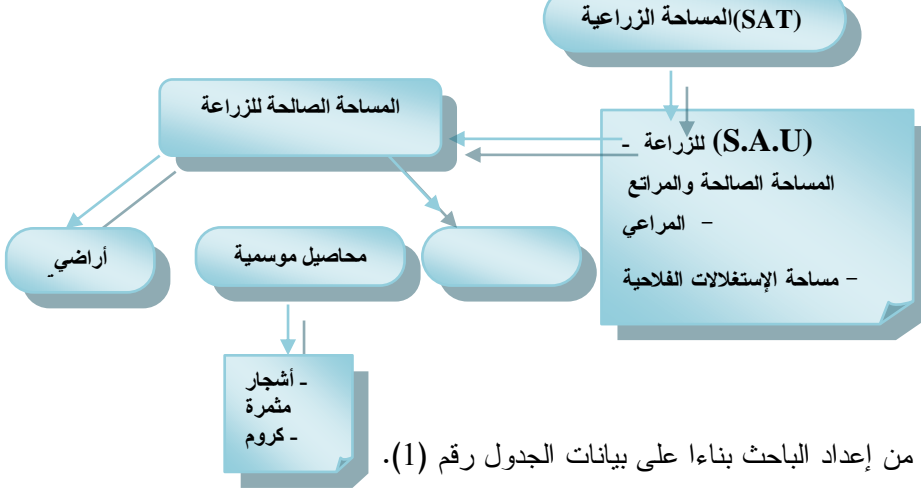 (SAT)المساحة الزراعية
المساحة الصالحة للزراعة
(S.A.U) للزراعة -
المساحة الصالحة والمراتع
- المراعي
- مساحة الإستغلالات الفلاحية
محاصيل موسمية
أراضي
- أشجار
مثمرة
- كروم
من إعداد الباحث بناءا على بيانات الجدول رقم (1).